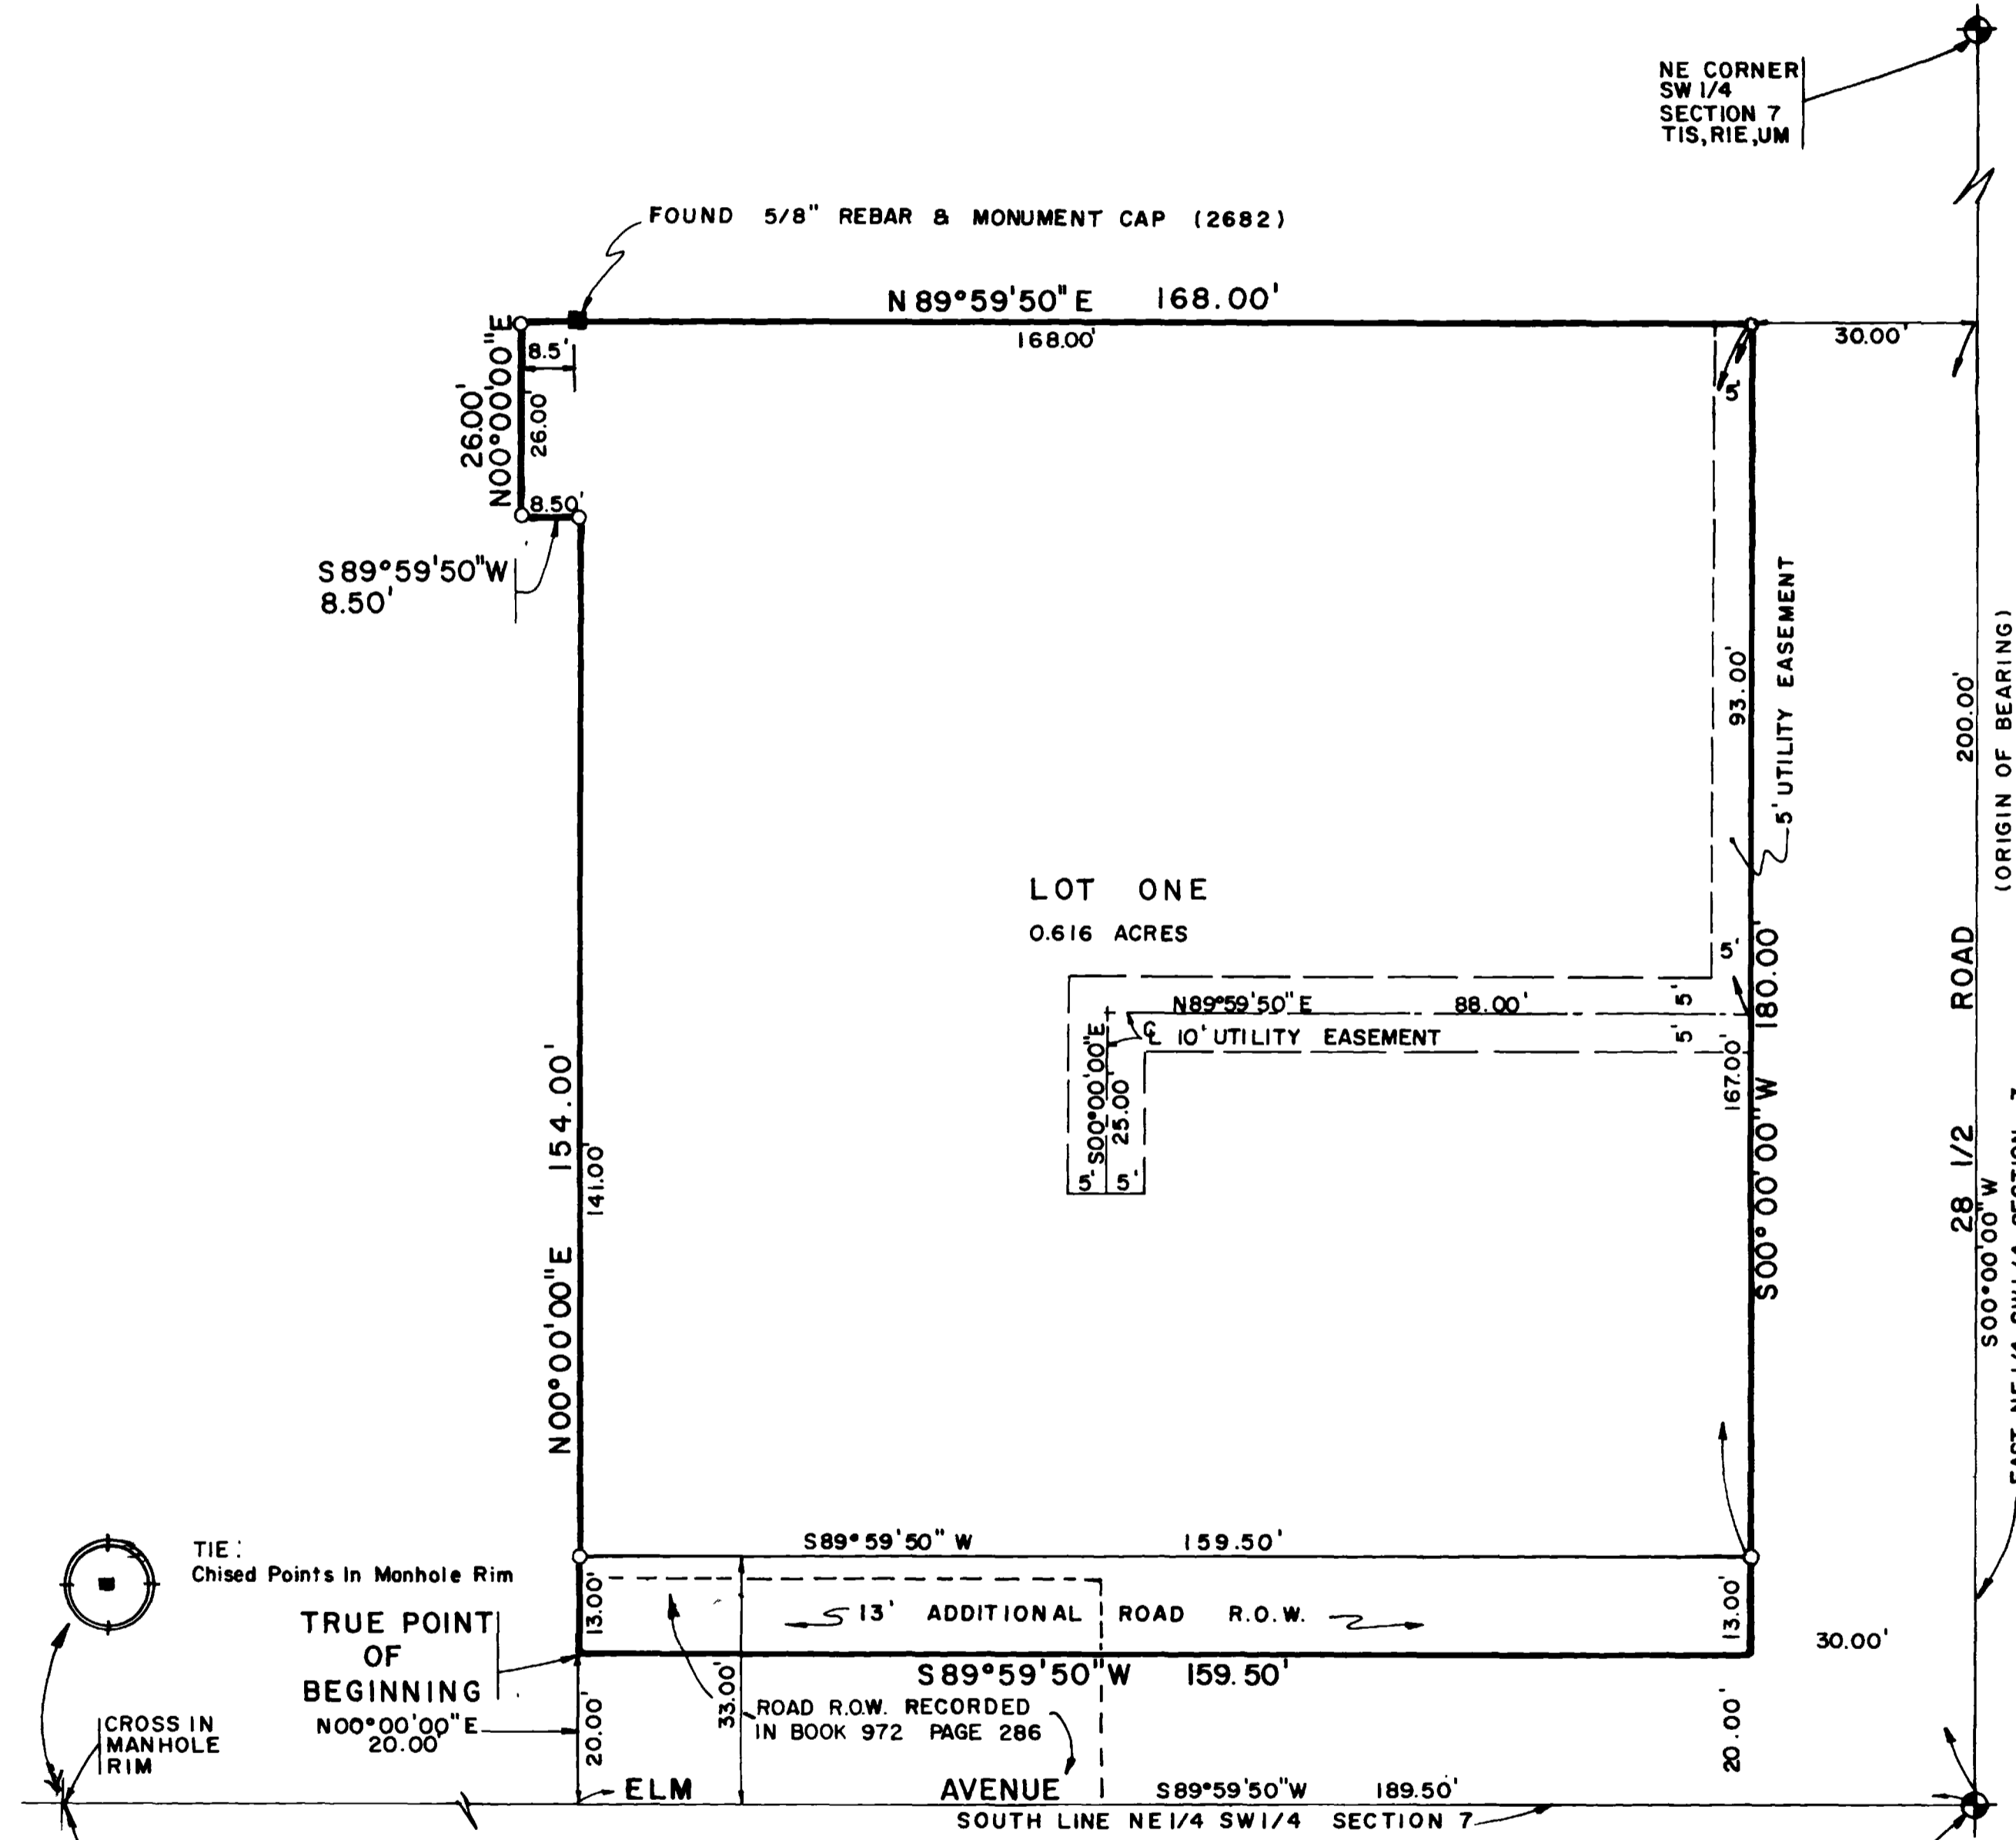 NE CORNER
SW 1/4
SECTION 7
T1S,R1E,UM
FOUND 5/8" REBAR & MONUMENT CAP (2682)
N 89°59'50" E 168.00'
168.00'
30.00'
8.5'
26.00'
N00°00'00"E
26.00'
5'
8.50'
S89°59'50"W
8.50'
5' UTILITY EASEMENT
93.00'
200.00'
(ORIGIN OF BEARING)
LOT ONE
0.616 ACRES
5'
N89°59'50"E 88.00'
5'
℄ 10' UTILITY EASEMENT
5'
S00°00'00"E
25.00'
5' 5'
167.00'
S00°00'00"W 180.00'
28 1/2 ROAD
S00°00'00"W
N00°00'00"E 154.00'
141.00'
S89°59'50" W 159.50'
TIE:
Chised Points In Manhole Rim
13.00'
13' ADDITIONAL ROAD R.O.W.
13.00'
30.00'
TRUE POINT
OF
BEGINNING
N00°00'00"E
20.00'
S89°59'50"W 159.50'
33.00'
ROAD R.O.W. RECORDED
IN BOOK 972 PAGE 286
20.00'
20.00'
CROSS IN
MANHOLE
RIM
ELM AVENUE
S89°59'50"W 189.50'
SOUTH LINE NE1/4 SW1/4 SECTION 7